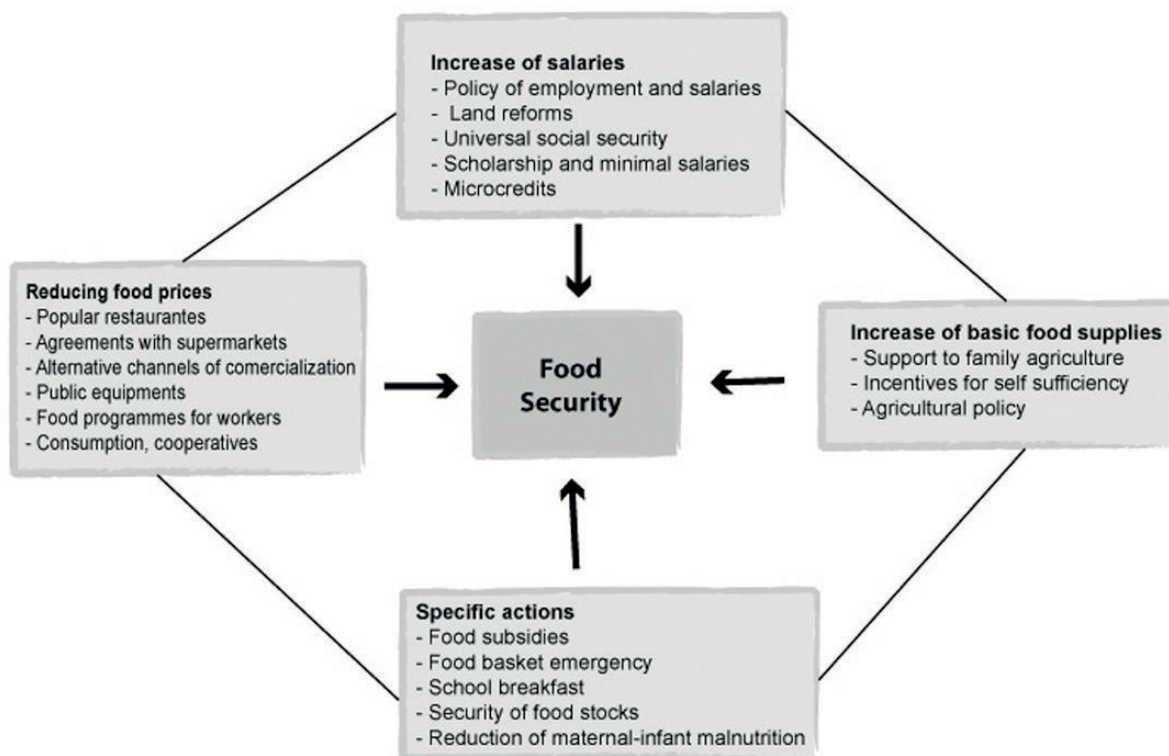 Increase of salaries
- Policy of employment and salaries
- Land reforms
- Universal social security
- Scholarship and minimal salaries
- Microcredits
Reducing food prices
- Popular restaurantes
- Agreements with supermarkets
- Alternative channels of comercialization
- Public equipments
- Food programmes for workers
- Consumption, cooperatives
Food
Security
Increase of basic food supplies
- Support to family agriculture
- Incentives for self sufficiency
- Agricultural policy
Specific actions
- Food subsidies
- Food basket emergency
- School breakfast
- Security of food stocks
- Reduction of maternal-infant malnutrition